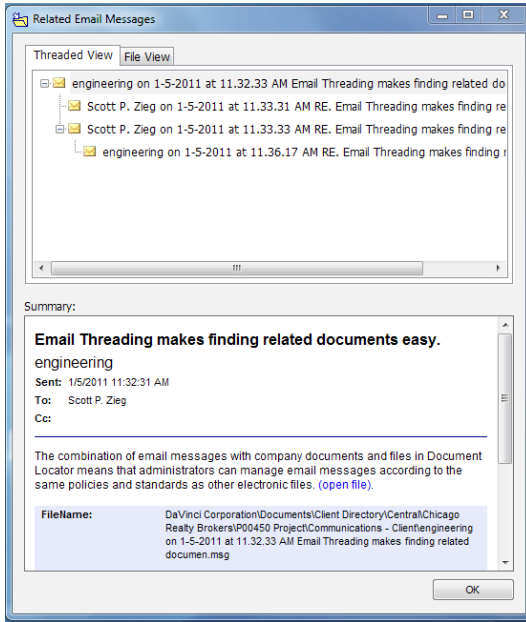 Related Email Messages
Threaded View
File View
engineering on 1-5-2011 at 11.32.33 AM Email Threading makes finding related do
Scott P. Zieg on 1-5-2011 at 11.33.31 AM RE. Email Threading makes finding re
Scott P. Zieg on 1-5-2011 at 11.33.33 AM RE. Email Threading makes finding re
engineering on 1-5-2011 at 11.36.17 AM RE. Email Threading makes finding r
Summary:
Email Threading makes finding related documents easy.
engineering
Sent: 1/5/2011 11:32:31 AM
To: Scott P. Zieg
Cc:
The combination of email messages with company documents and files in Document
Locator means that administrators can manage email messages according to the
same policies and standards as other electronic files. (open file).
FileName: DaVinci Corporation\Documents\Client Directory\Central\Chicago
Realty Brokers\P00450 Project\Communications - Client\engineering
on 1-5-2011 at 11.32.33 AM Email Threading makes finding related
documen.msg
OK